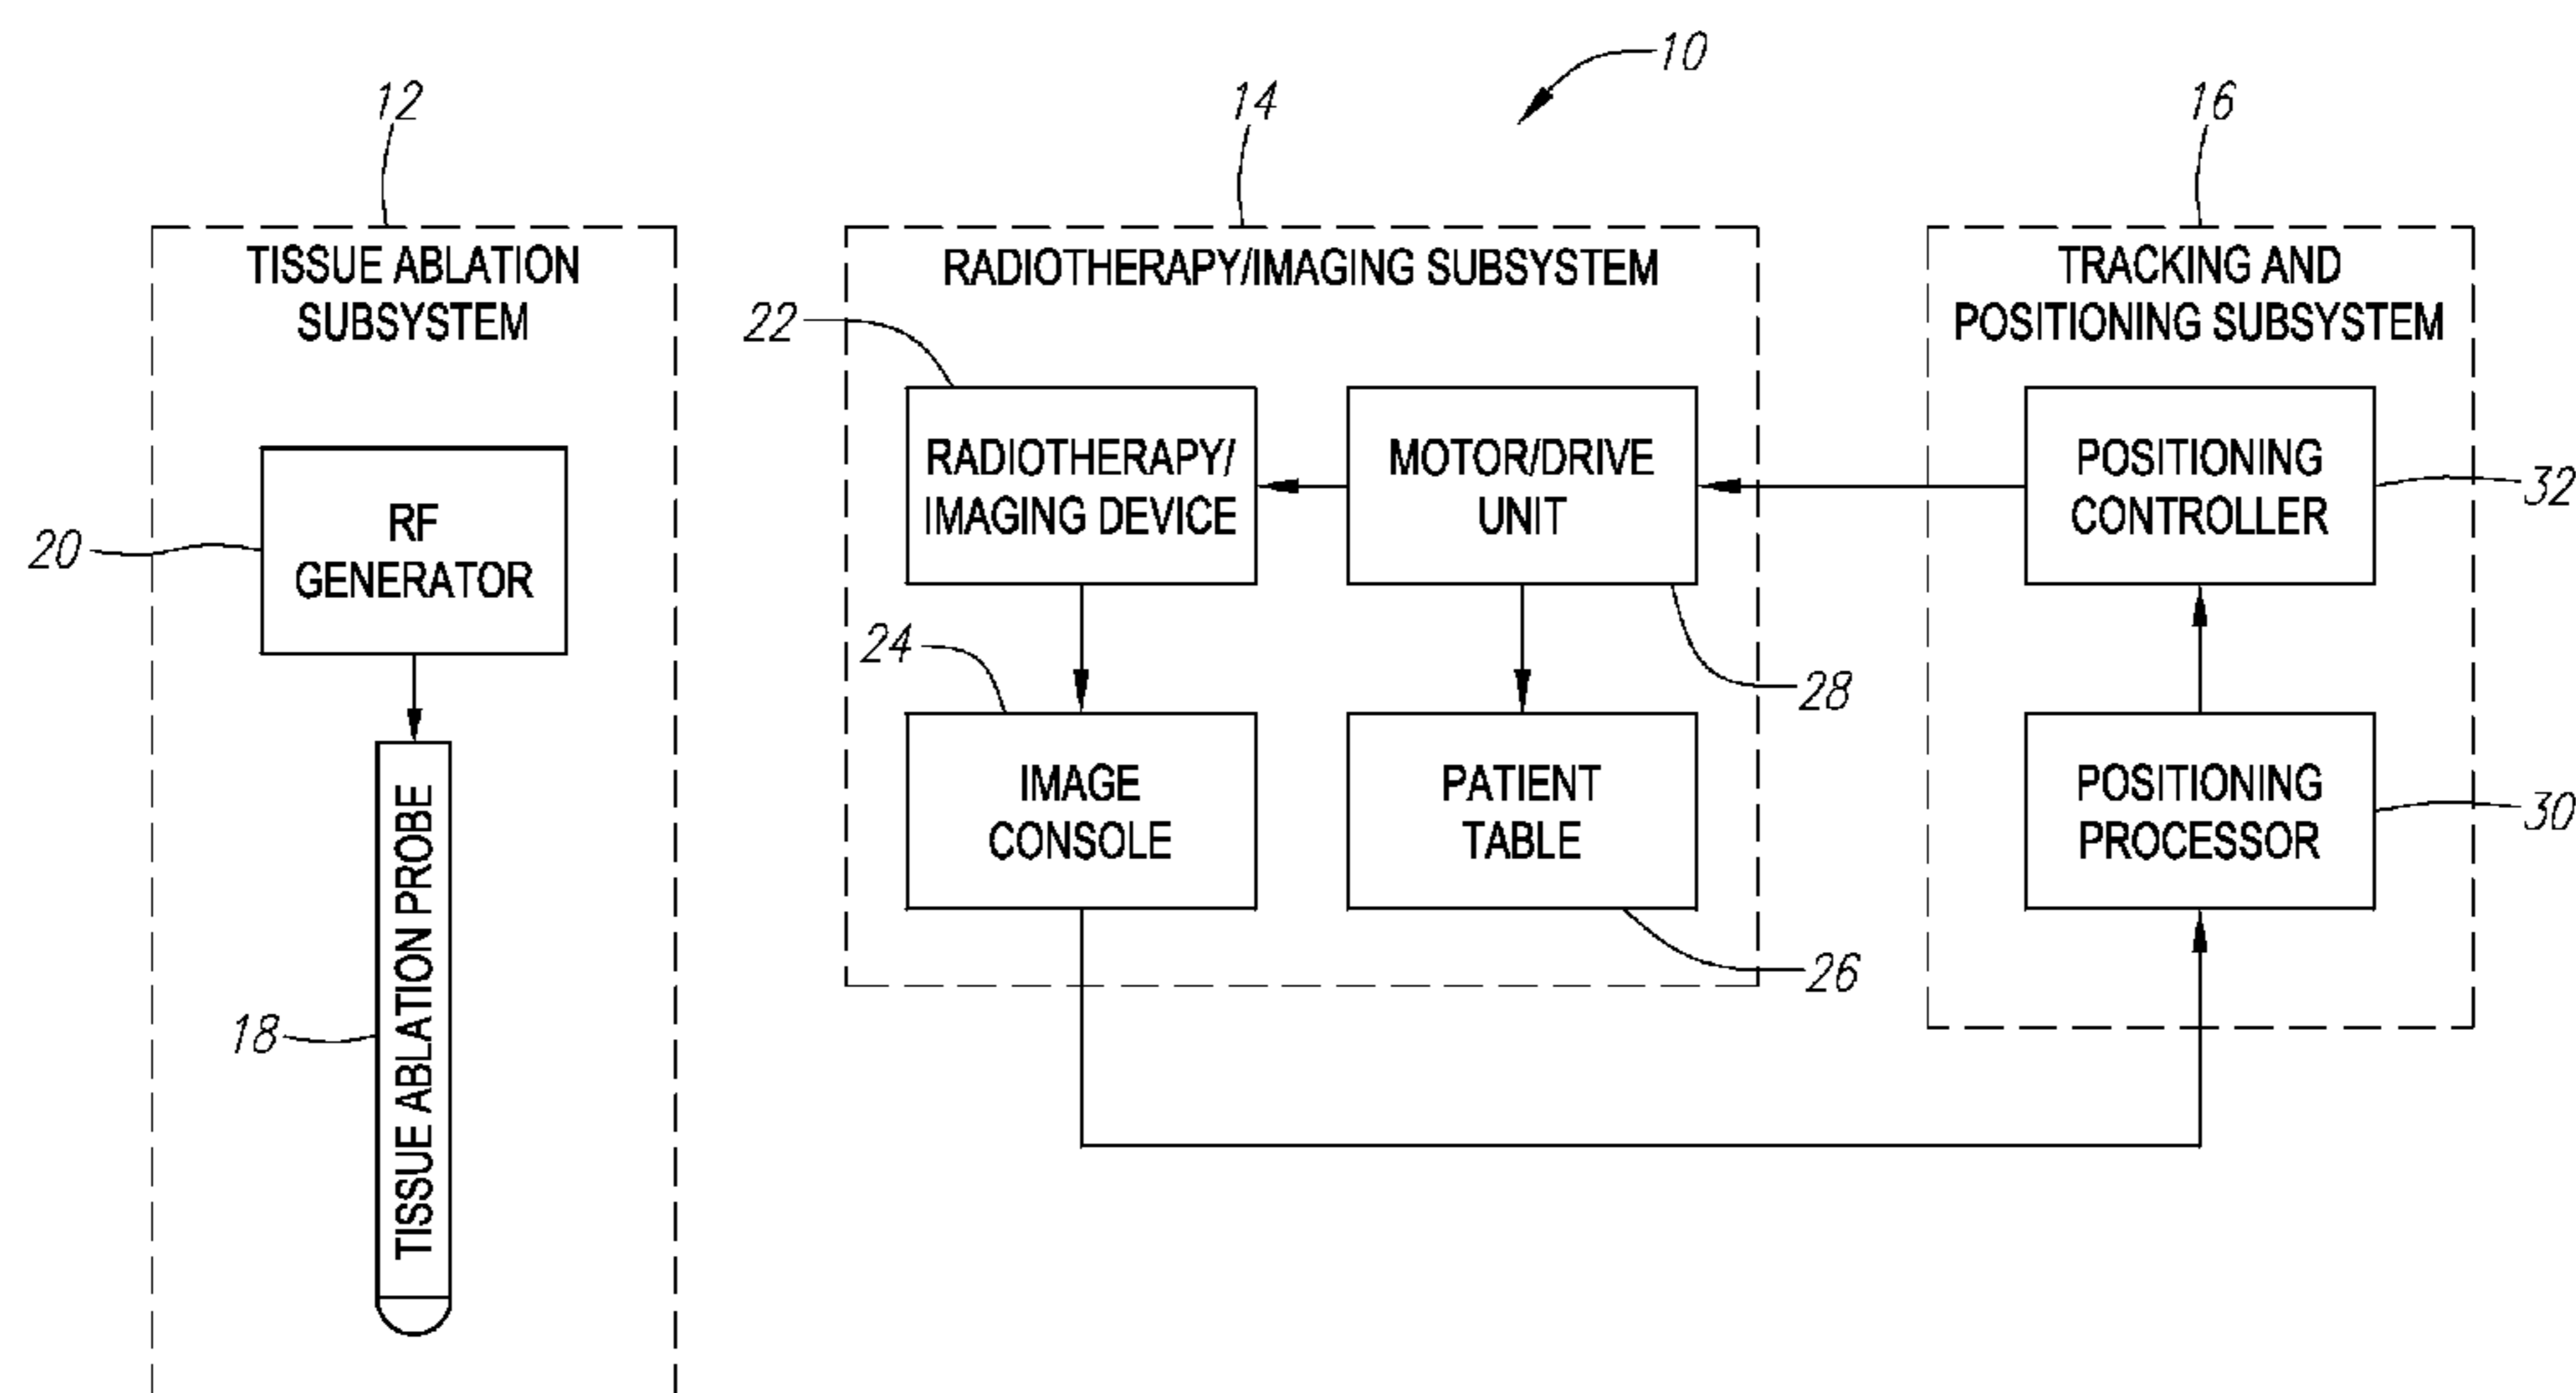 10
12
14
16
TISSUE ABLATION
SUBSYSTEM
RADIOTHERAPY/IMAGING SUBSYSTEM
TRACKING AND
POSITIONING SUBSYSTEM
22
RADIOTHERAPY/
IMAGING DEVICE
MOTOR/DRIVE
UNIT
POSITIONING
CONTROLLER
32
20
RF
GENERATOR
24
28
IMAGE
CONSOLE
PATIENT
TABLE
POSITIONING
PROCESSOR
30
26
18
TISSUE ABLATION PROBE